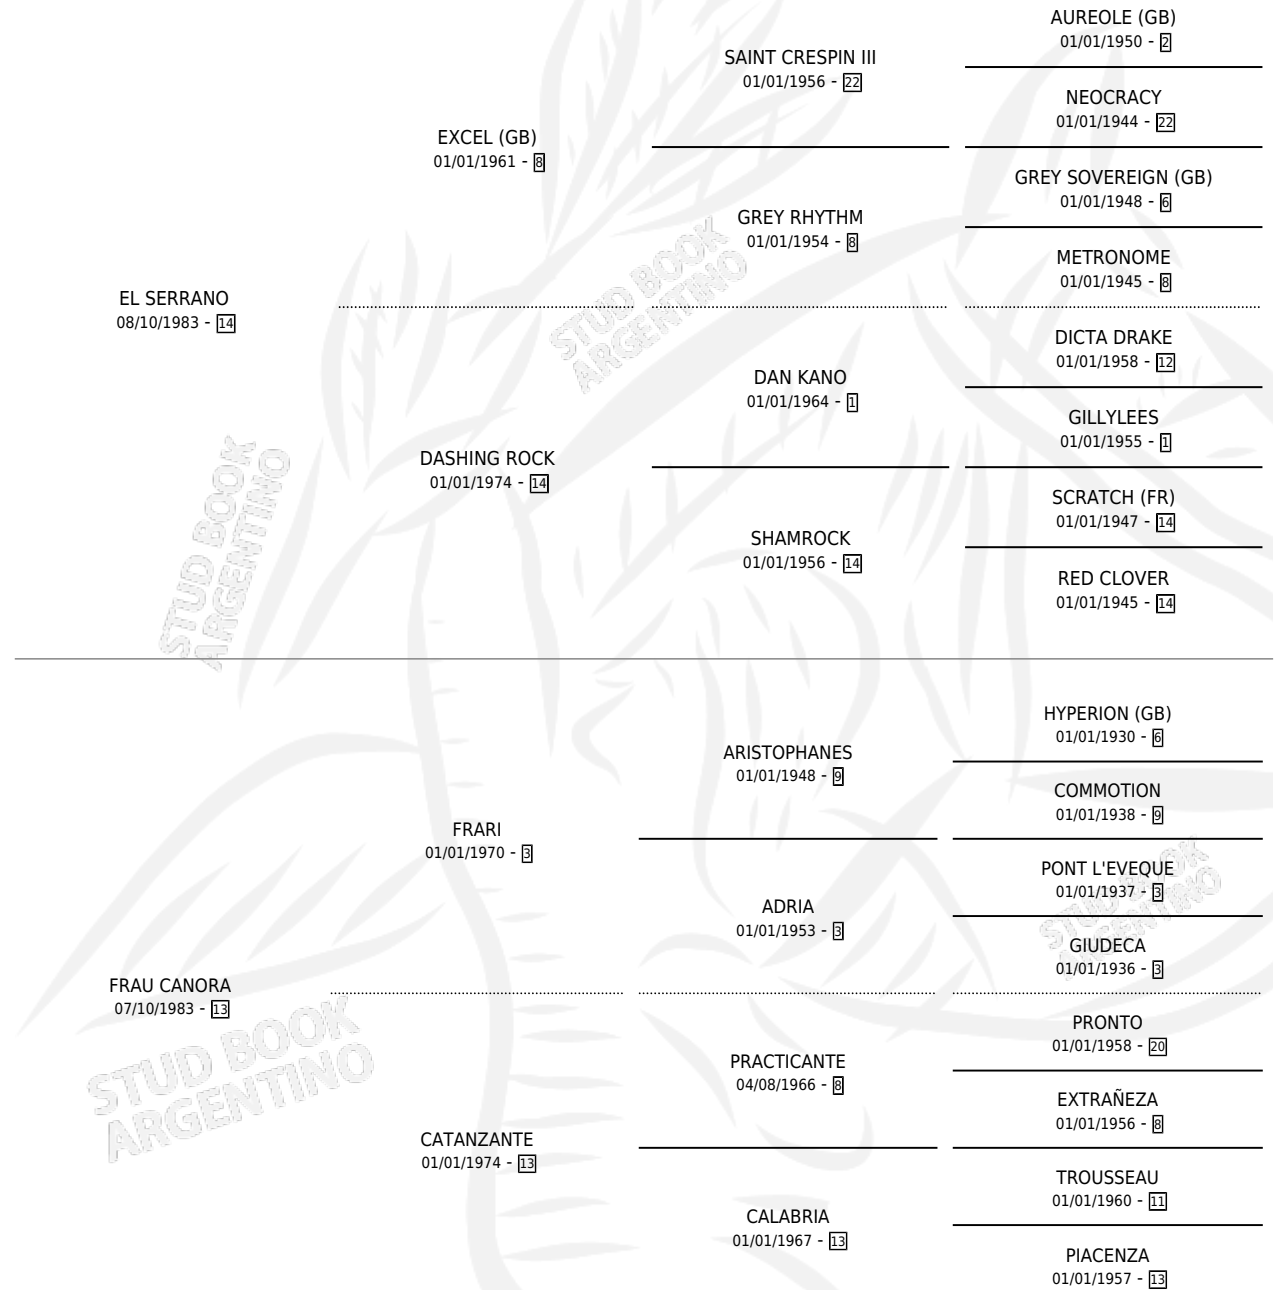 AUREOLE (GB)
01/01/1950 - 2
SAINT CRESPIN III
01/01/1956 - 22
NEOCRACY
01/01/1944 - 22
EXCEL (GB)
01/01/1961 - 8
GREY SOVEREIGN (GB)
01/01/1948 - 6
GREY RHYTHM
01/01/1954 - 8
METRONOME
01/01/1945 - 8
EL SERRANO
08/10/1983 - 14
STUD BOOK
ARGENTINO
DICTA DRAKE
01/01/1958 - 12
DAN KANO
01/01/1964 - 1
GILLYLEES
01/01/1955 - 1
DASHING ROCK
01/01/1974 - 14
SCRATCH (FR)
01/01/1947 - 14
SHAMROCK
01/01/1956 - 14
RED CLOVER
01/01/1945 - 14
STUD BOOK
ARGENTINO
HYPERION (GB)
01/01/1930 - 6
ARISTOPHANES
01/01/1948 - 9
COMMOTION
01/01/1938 - 9
FRARI
01/01/1970 - 3
PONT L'EVEQUE
01/01/1937 - 3
ADRIA
01/01/1953 - 3
GIUDECA
01/01/1936 - 3
STUD BOOK
ARGENTINO
FRAU CANORA
07/10/1983 - 13
PRONTO
01/01/1958 - 20
PRACTICANTE
04/08/1966 - 8
EXTRAÑEZA
01/01/1956 - 8
STUD BOOK
ARGENTINO
CATANZANTE
01/01/1974 - 13
TROUSSEAU
01/01/1960 - 11
CALABRIA
01/01/1967 - 13
PIACENZA
01/01/1957 - 13